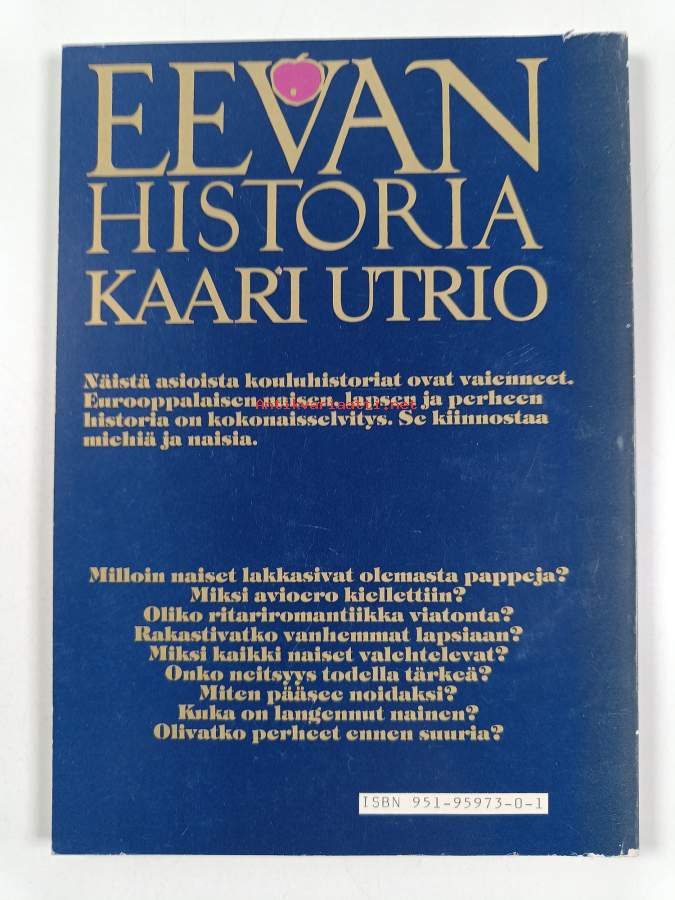 EEVAN
HISTORIA
KAARI UTRIO
Näistä asioista kouluhistoriat ovat vaienneet.
Eurooppalaisen naisen, lapsen ja perheen
Antikvariaatti.net
historia on kokonaisselvitys. Se kiinnostaa
miehiä ja naisia.
Milloin naiset lakkasivat olemasta pappeja?
Miksi avioero kiellettiin?
Oliko ritariromantiikka viatonta?
Rakastivatko vanhemmat lapsiaan?
Miksi kaikki naiset valehtelevat?
Onko neitsyys todella tärkeä?
Miten pääsee noidaksi?
Kuka on langennut nainen?
Olivatko perheet ennen suuria?
ISBN 951-95973-0-1